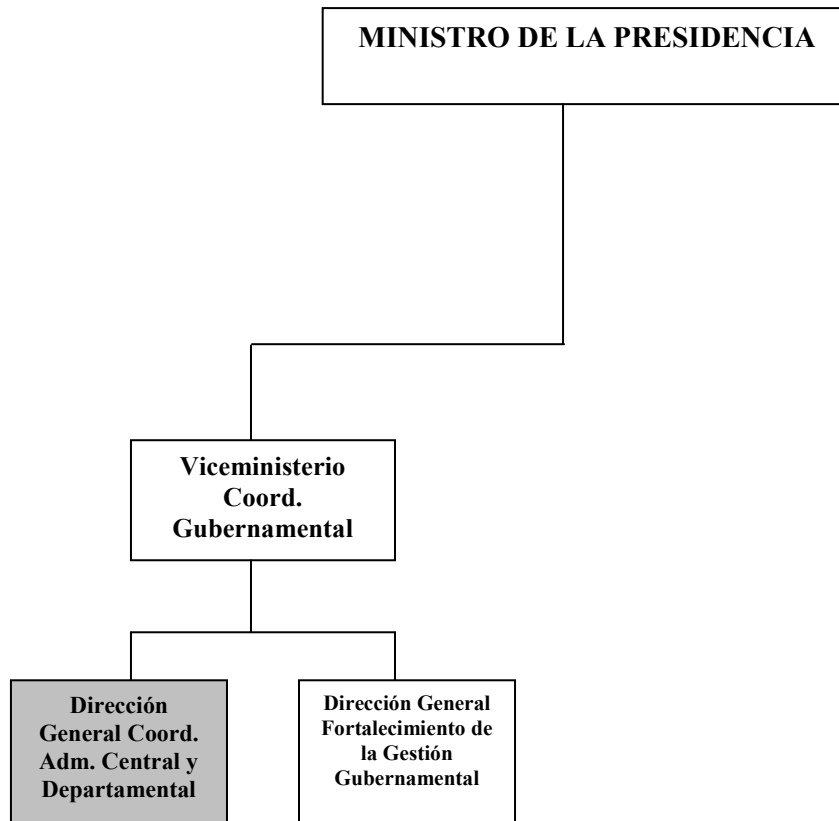 MINISTRO DE LA PRESIDENCIA
Viceministerio
Coord.
Gubernamental
Dirección
General Coord.
Adm. Central y
Departamental
Dirección General
Fortalecimiento de
la Gestión
Gubernamental